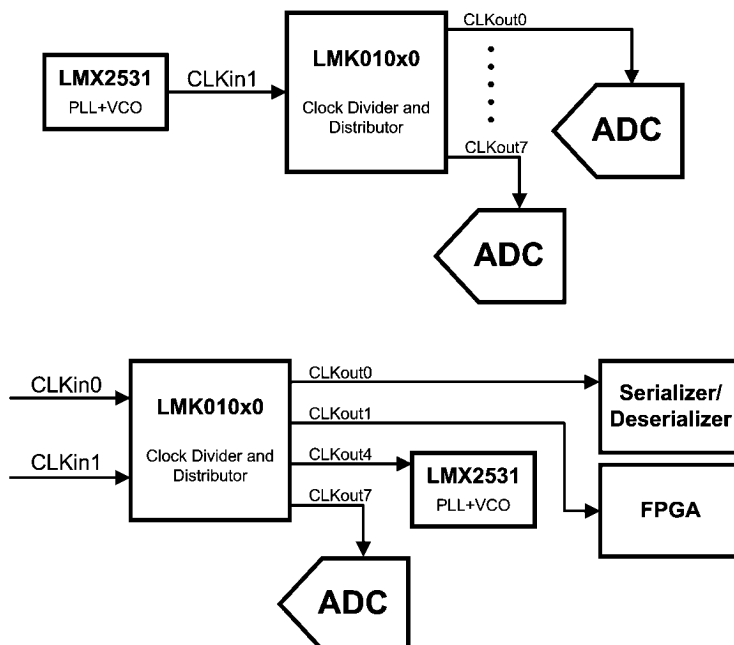 CLKout0
LMK010x0
LMX2531
CLKin1
PLL+VCO
Clock Divider and
Distributor
ADC
CLKout7
ADC
CLKout0
CLKin0
Serializer/
Deserializer
LMK010x0
CLKout1
Clock Divider and
Distributor
CLKout4
CLKin1
LMX2531
PLL+VCO
FPGA
CLKout7
ADC